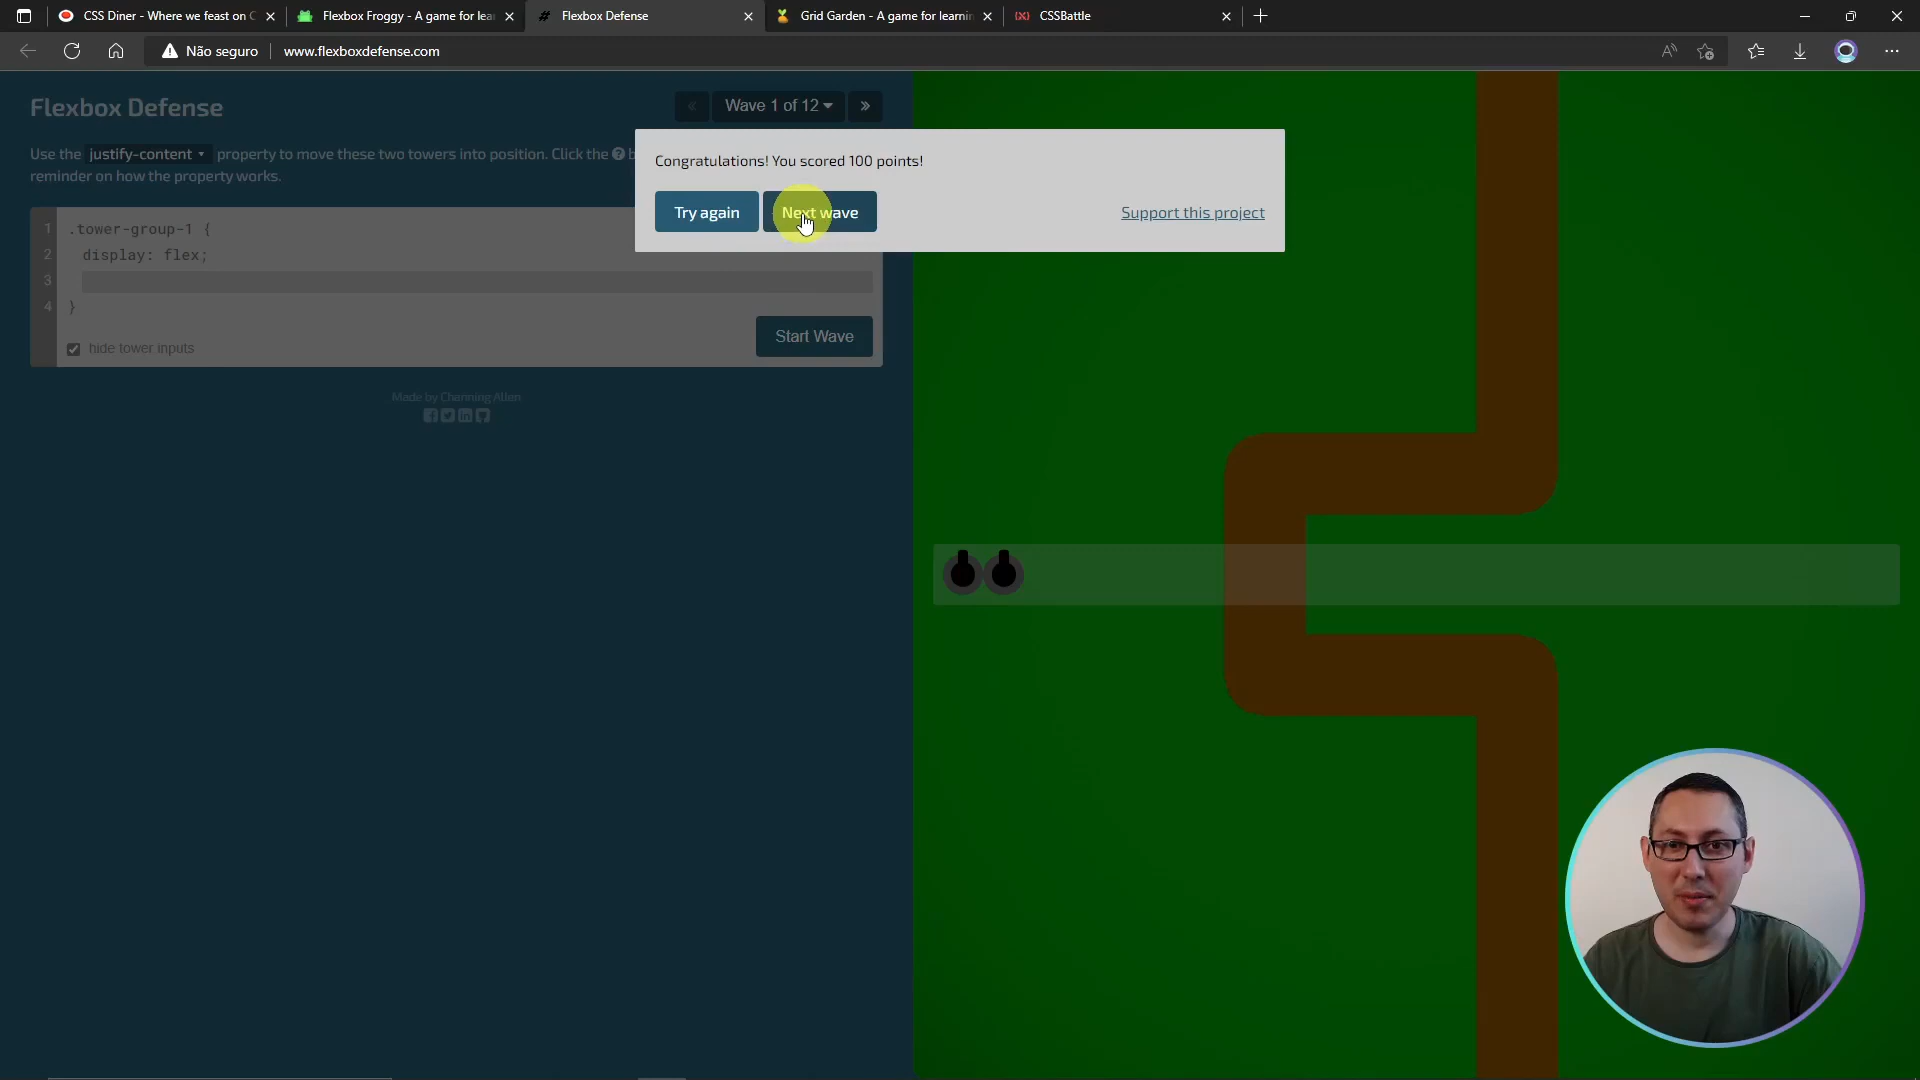 CSS Diner - Where we feast on C
Flexbox Froggy - A game for lea
Flexbox Defense
Grid Garden - A game for learnin
CSSBattle
Não seguro
www.flexboxdefense.com
Flexbox Defense
« Wave 1 of 12 »
Use the justify-content property to move these two towers into position. Click the ? b
reminder on how the property works.
Congratulations! You scored 100 points!
Try again
Next wave
Support this project
1 .tower-group-1 {
2 display: flex;
3
4 }
hide tower inputs
Start Wave
Made by Channing Allen